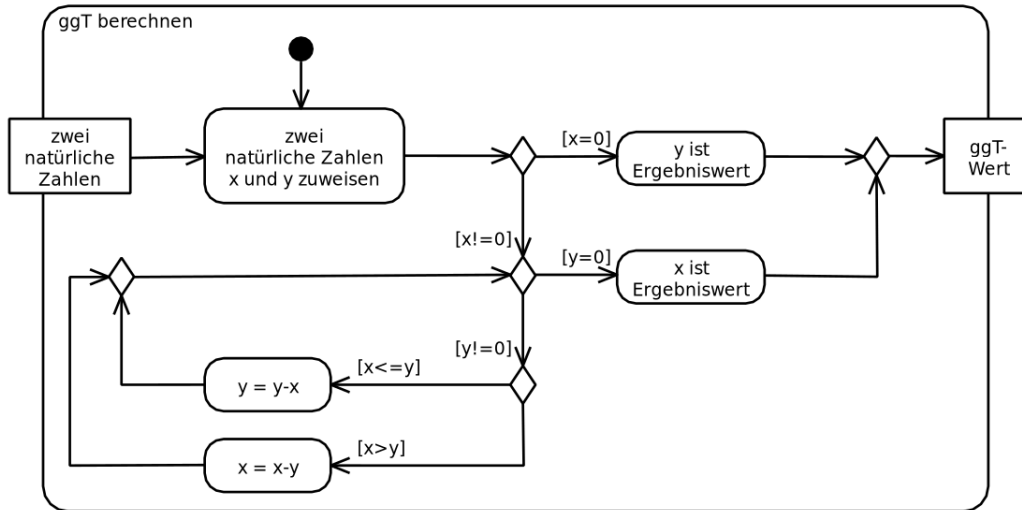 ggT berechnen
zwei
natürliche
Zahlen
zwei
natürliche Zahlen
x und y zuweisen
[x=0]
y ist
Ergebniswert
ggT-
Wert
[x!=0]
[y=0]
x ist
Ergebniswert
[y!=0]
[x<=y]
y = y-x
[x>y]
x = x-y